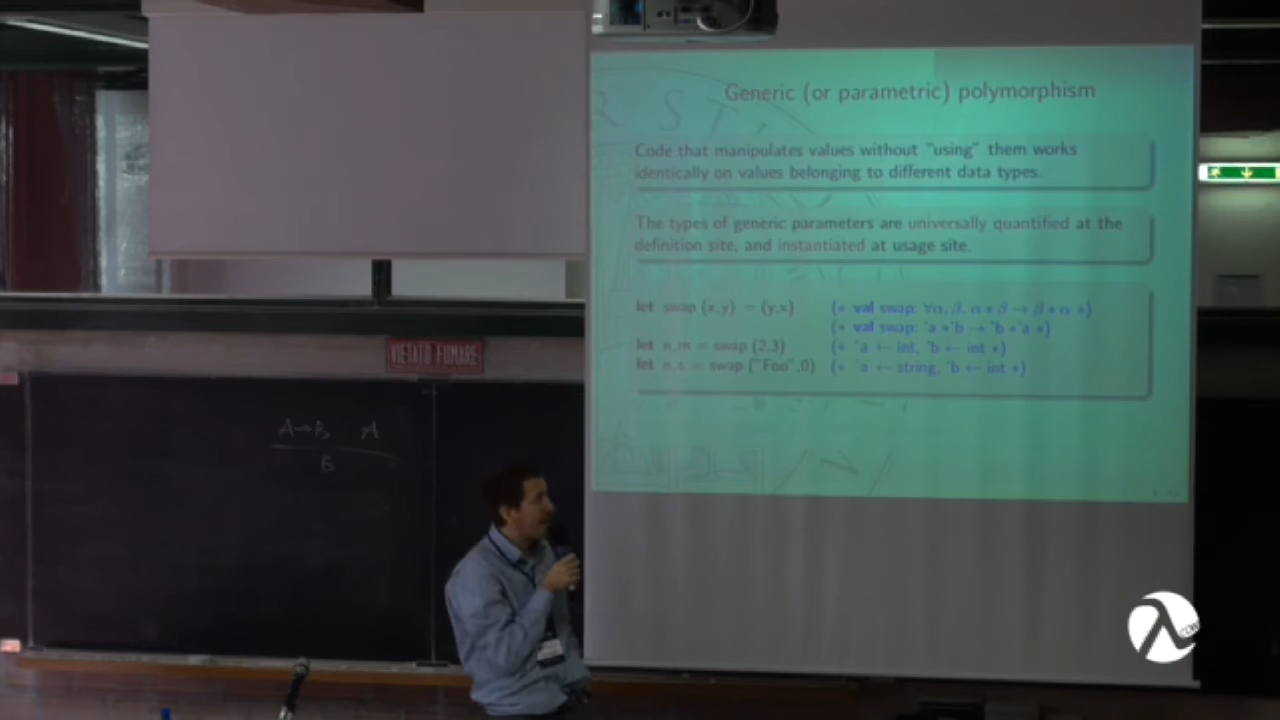 Generic (or parametric) polymorphism
Code that manipulates values without "using" them works
identically on values belonging to different data types.
The types of generic parameters are universally quantified at the
definition site, and instantiated at usage site.
let swap (x,y) = (y,x) (* val swap: ∀α, β. α * β → β * α *)
(* val swap: 'a * 'b → 'b * 'a *)
let n,m = swap (2,3) (* 'a ← int, 'b ← int *)
let n,s = swap ("Foo",0) (* 'a ← string, 'b ← int *)
VIETATO FUMARE
A→B, A
B
λ
CON